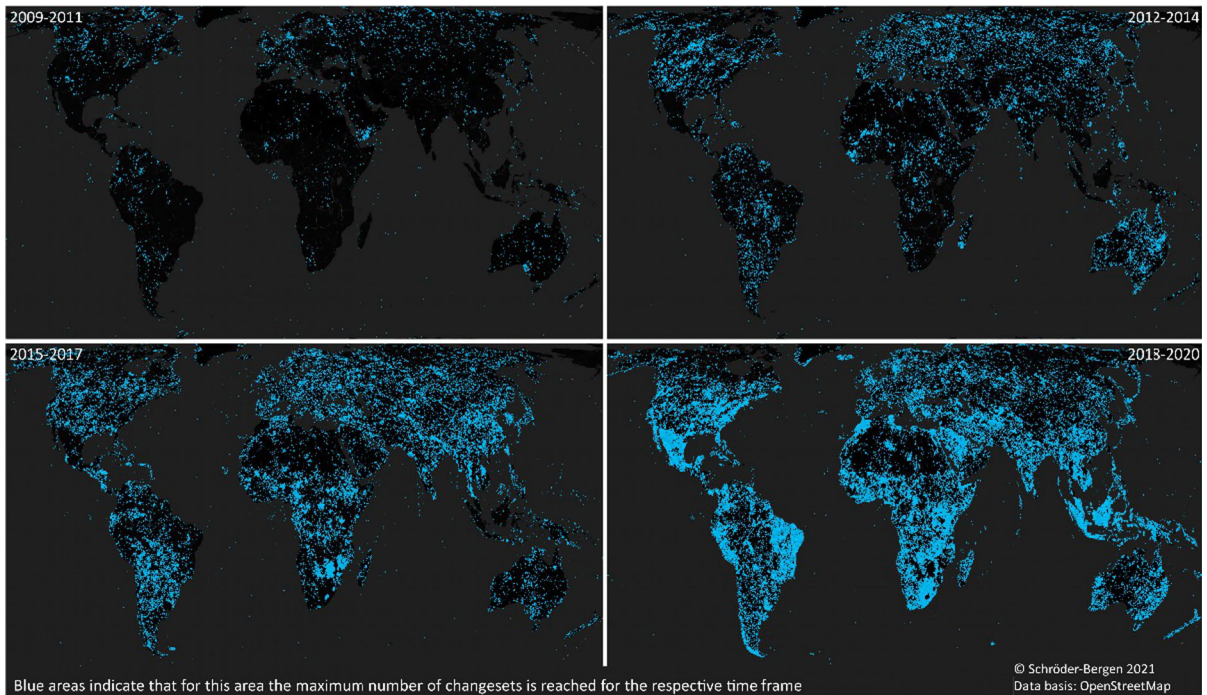 2009-2011
2012-2014
2015-2017
2018-2020
Blue areas indicate that for this area the maximum number of changesets is reached for the respective time frame
© Schröder-Bergen 2021
Data basis: OpenStreetMap